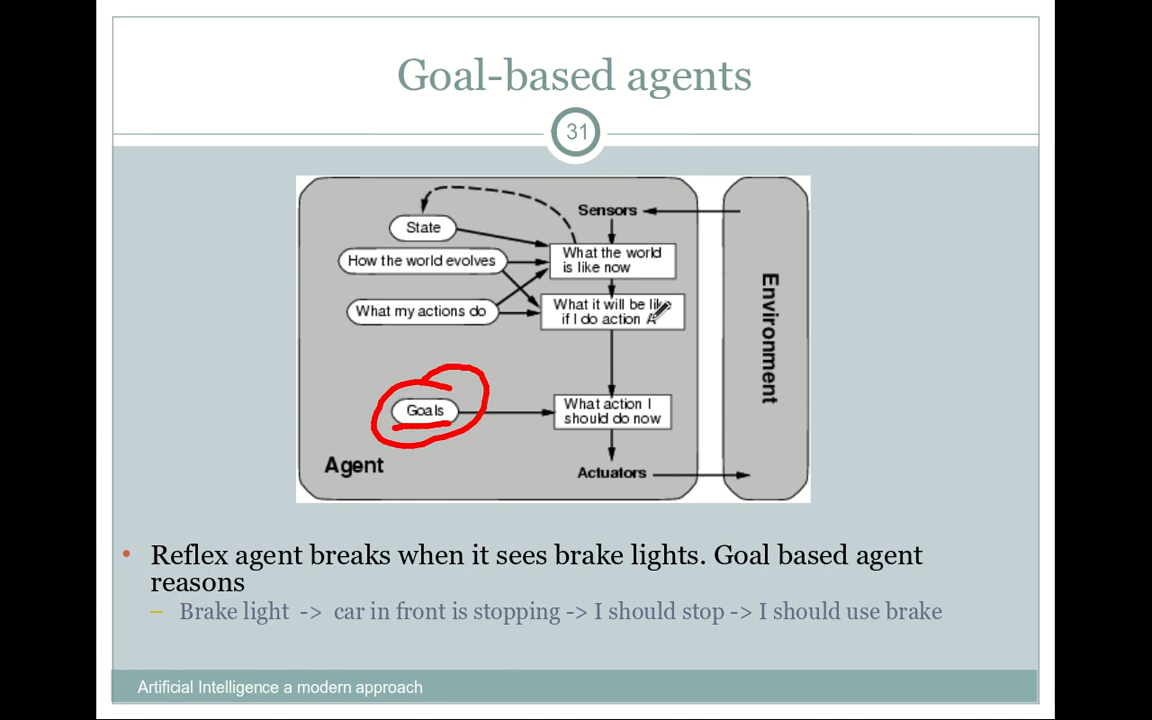 Goal-based agents
31
Sensors
State
What the world
is like now
How the world evolves
What it will be
if I do action
What my actions do
Environment
Goals
What action I
should do now
Agent
Actuators
• Reflex agent breaks when it sees brake lights. Goal based agent
reasons
– Brake light -> car in front is stopping -> I should stop -> I should use brake
Artificial Intelligence a modern approach